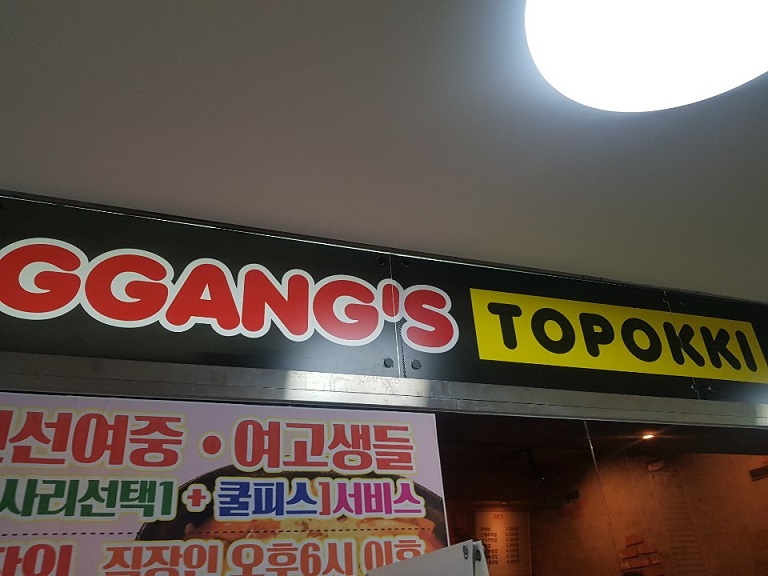 GGANG'S TOPOKKI
선여중 • 여고생들
사리선택1 + 쿨피스]서비스
직장인 오후6시 이후